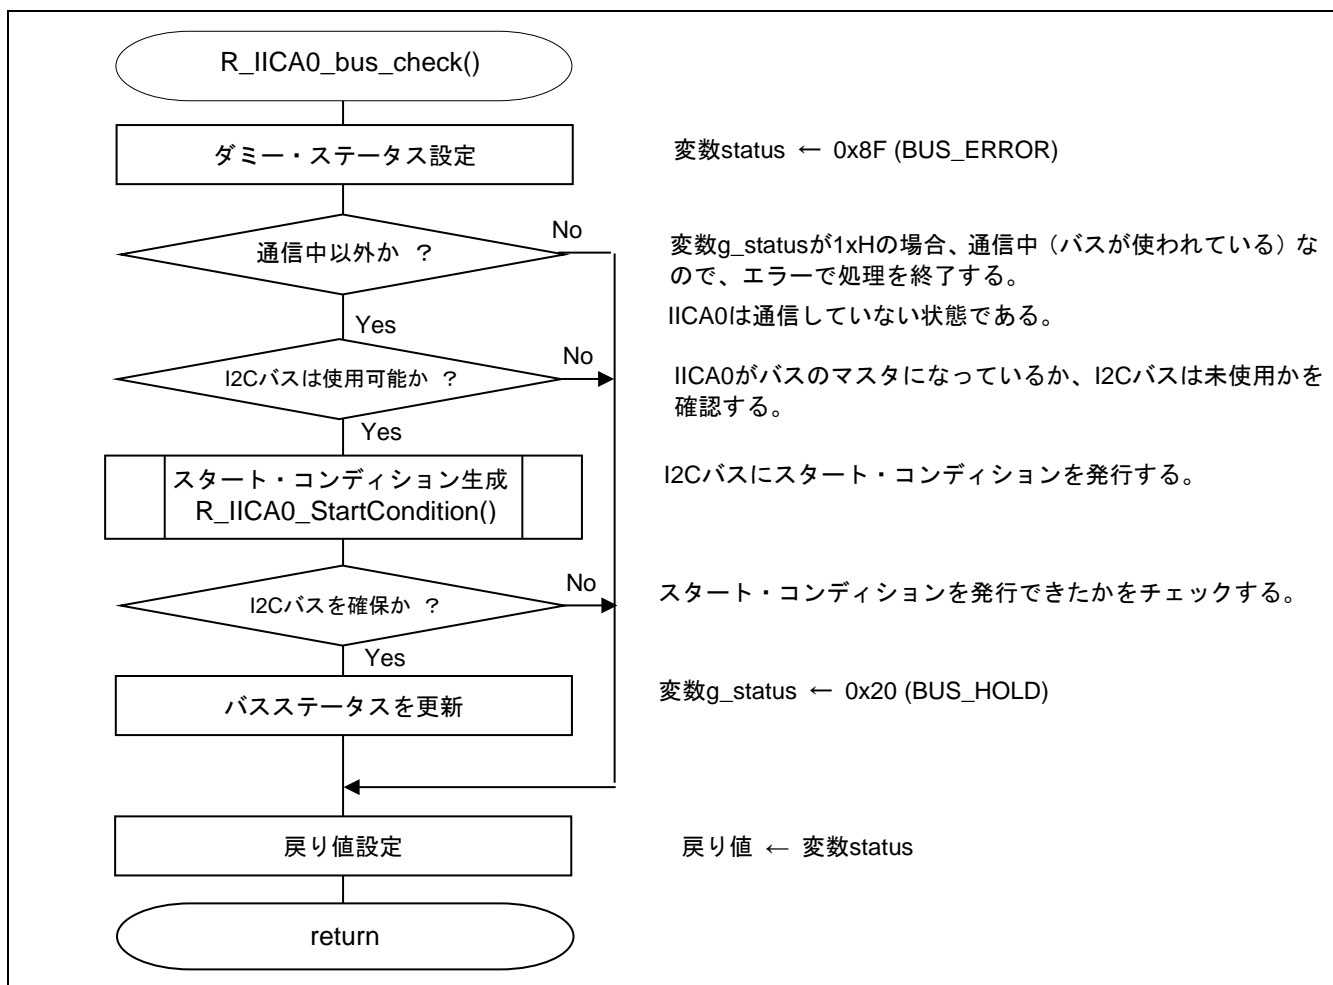 R_IICA0_bus_check()
ダミー・ステータス設定
変数status ← 0x8F (BUS_ERROR)
通信中以外か ？
No
変数g_statusが1xHの場合、通信中（バスが使われている）な
ので、エラーで処理を終了する。
Yes
IICA0は通信していない状態である。
I2Cバスは使用可能か ？
No
IICA0がバスのマスタになっているか、I2Cバスは未使用かを
確認する。
Yes
スタート・コンディション生成
R_IICA0_StartCondition()
I2Cバスにスタート・コンディションを発行する。
I2Cバスを確保か ？
No
スタート・コンディションを発行できたかをチェックする。
Yes
バスステータスを更新
変数g_status ← 0x20 (BUS_HOLD)
戻り値設定
戻り値 ← 変数status
return